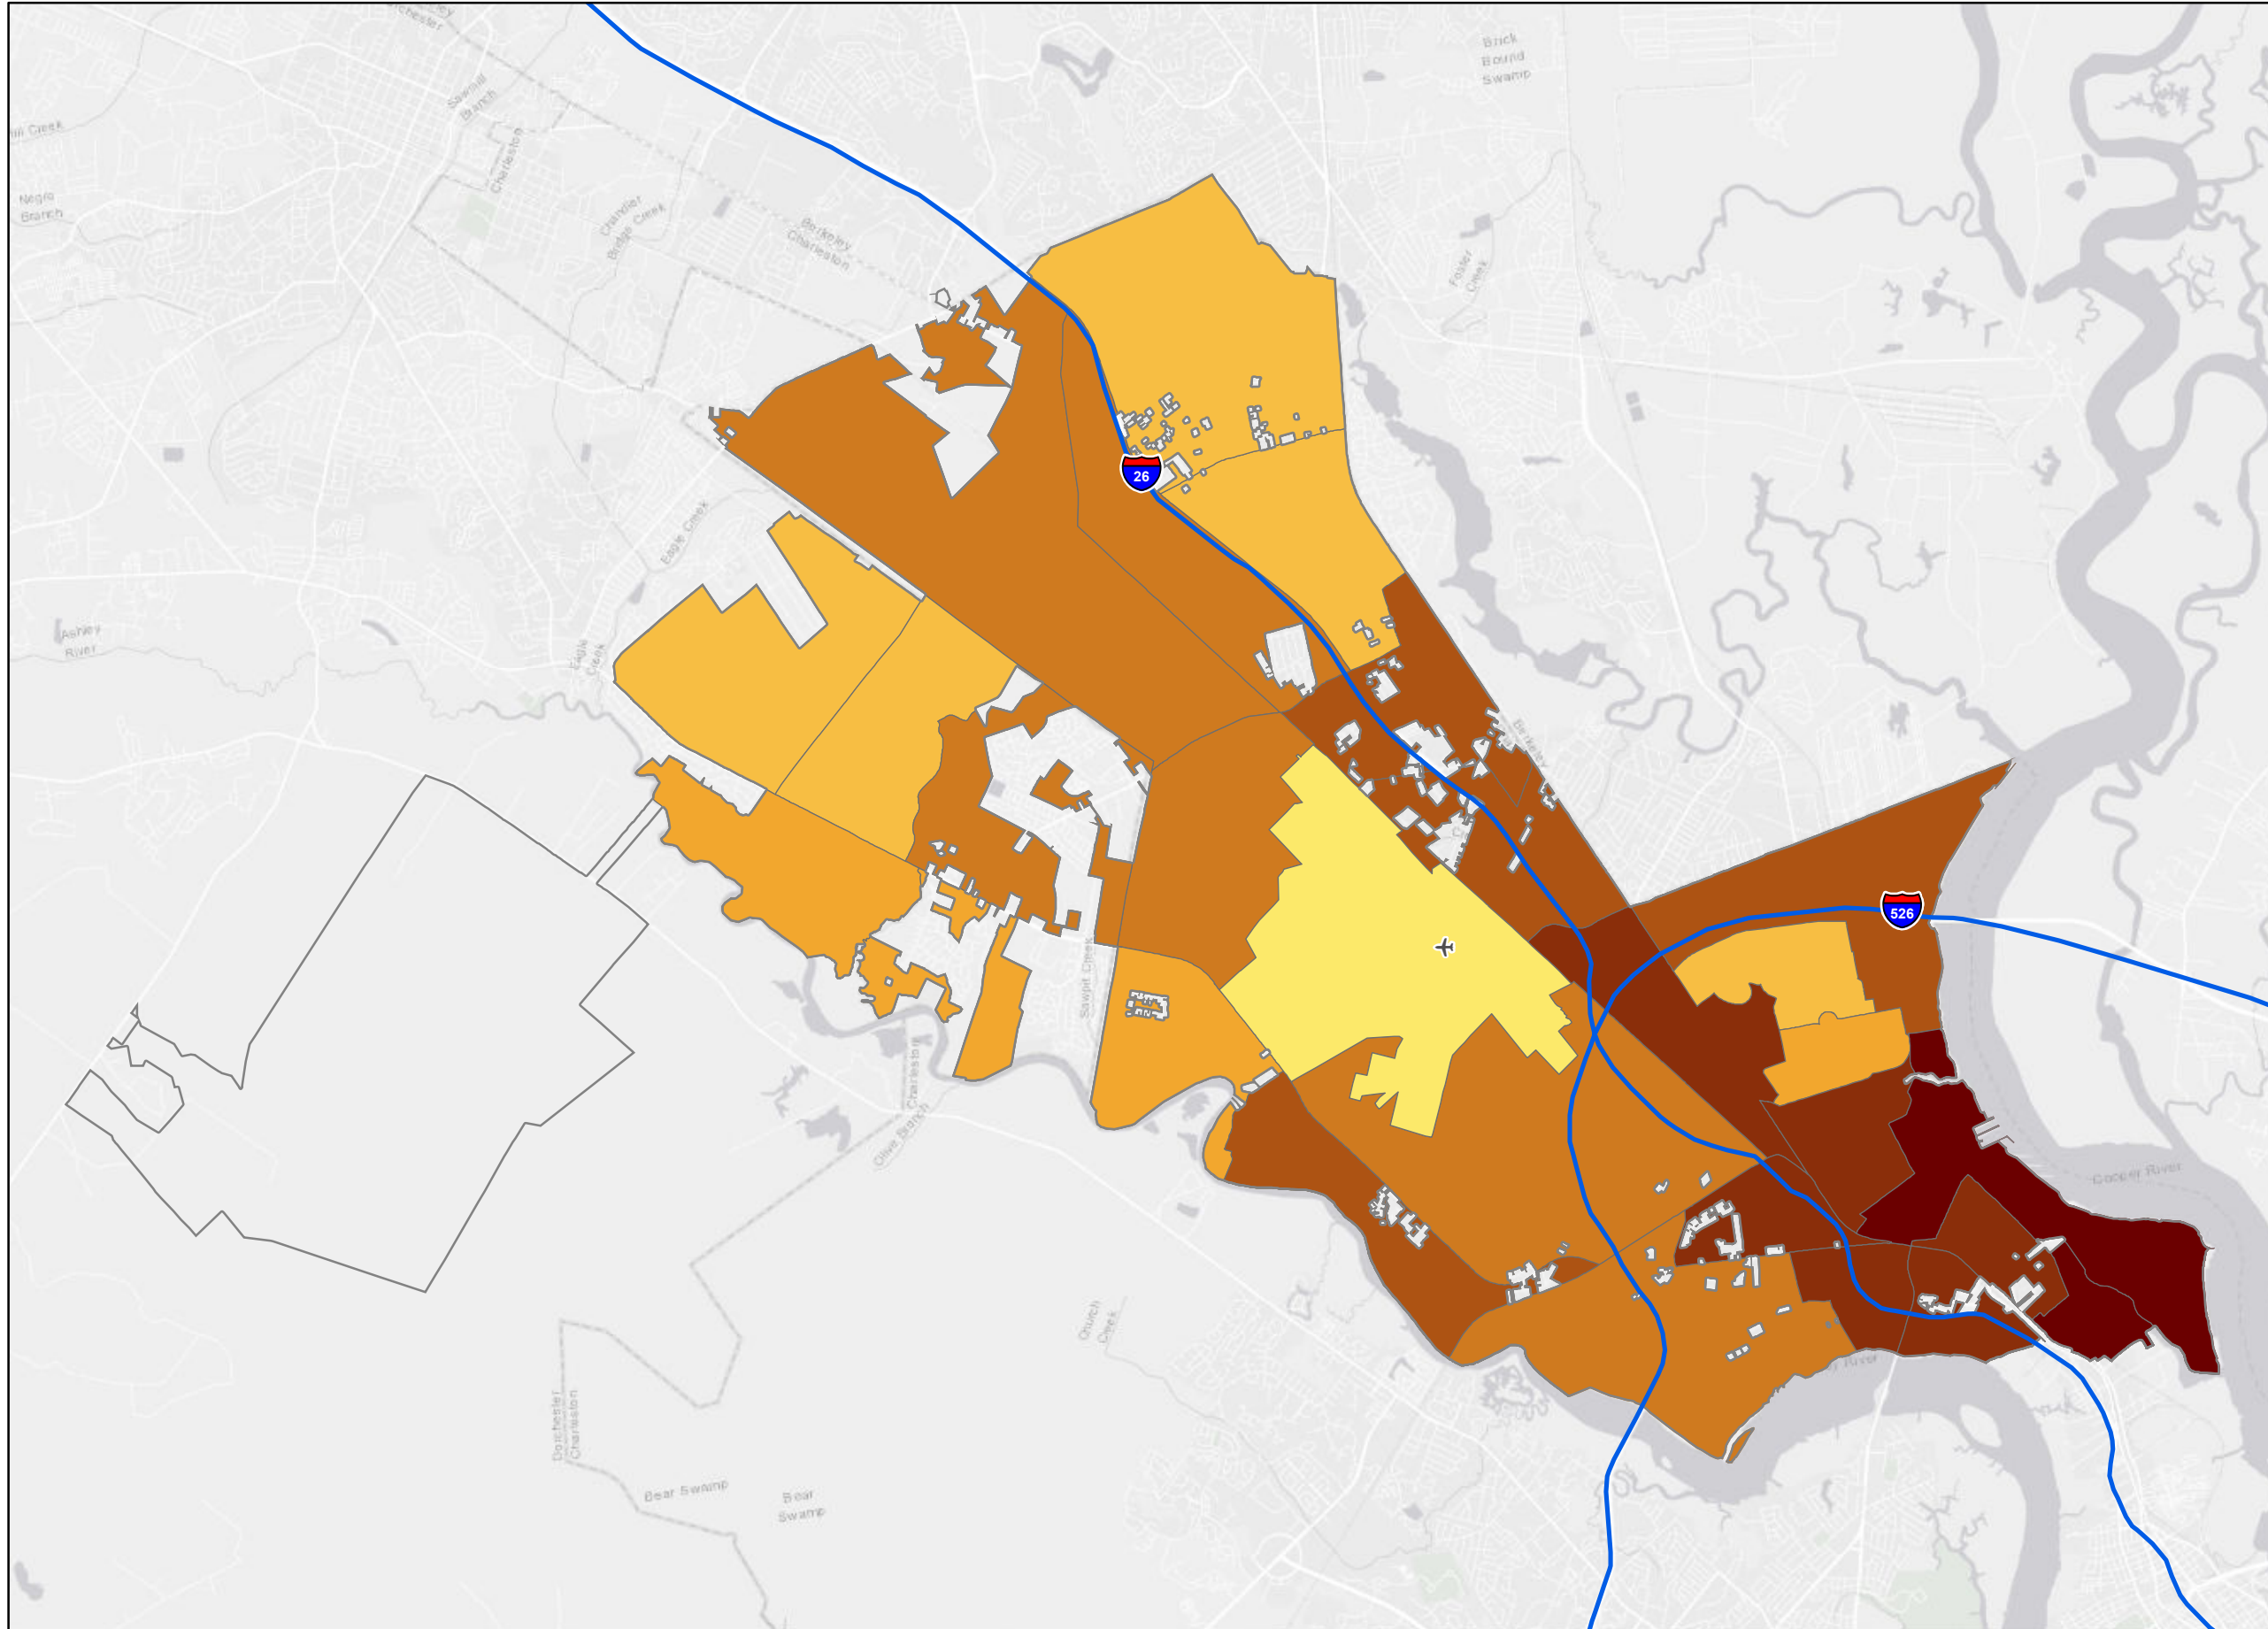 Brick
Bound
Swamp
Sawmill
Branch
Charleston
Negro
Branch
Chandler
Bridge Creek
Berkeley
Charleston
Foster
Creek
26
Eagle Creek
Ashley
River
Eagle
Creek
Berkeley
526
Sawpit Creek
Charleston
Olive Branch
Cooper River
Dorchester
Charleston
Bear Swamp
Bear
Swamp
River